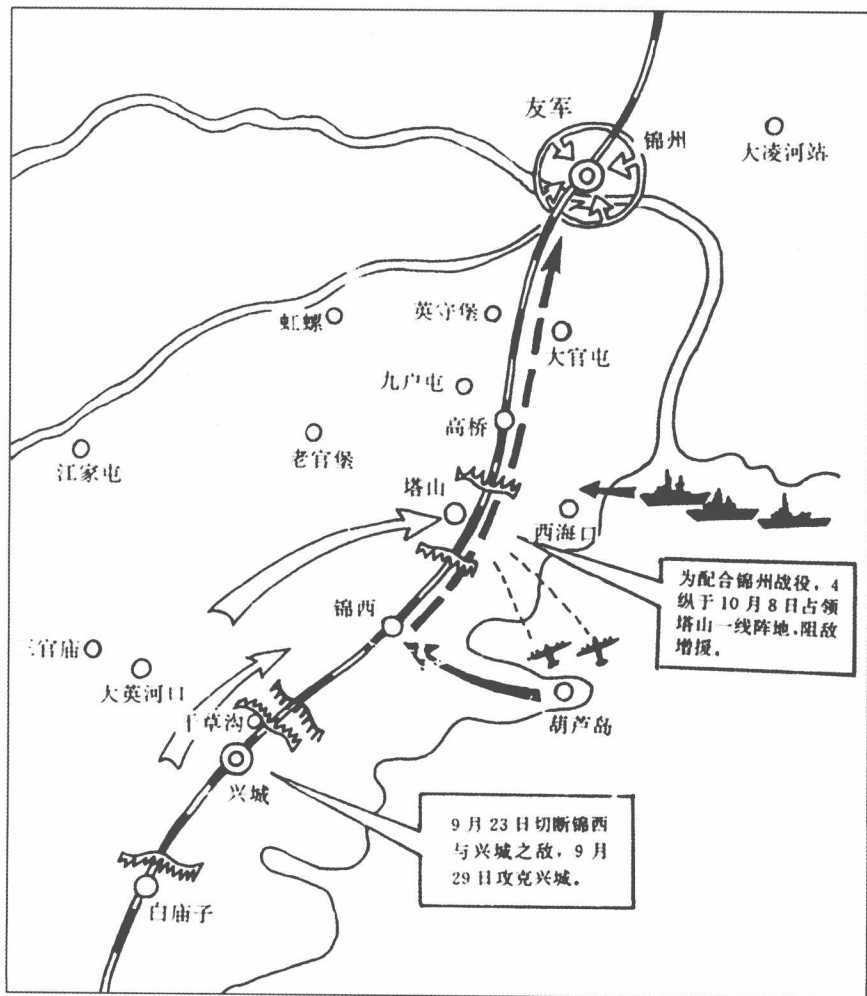 友军
锦州
大凌河站
虹螺
英守堡
大官屯
九户屯
高桥
江家屯
老官堡
塔山
西海口
为配合锦州战役，4
纵于10月8日占领
塔山一线阵地，阻敌
增援。
锦西
三官庙
大英河口
干草沟
葫芦岛
兴城
9月23日切断锦西
与兴城之敌，9月
29日攻克兴城。
白庙子